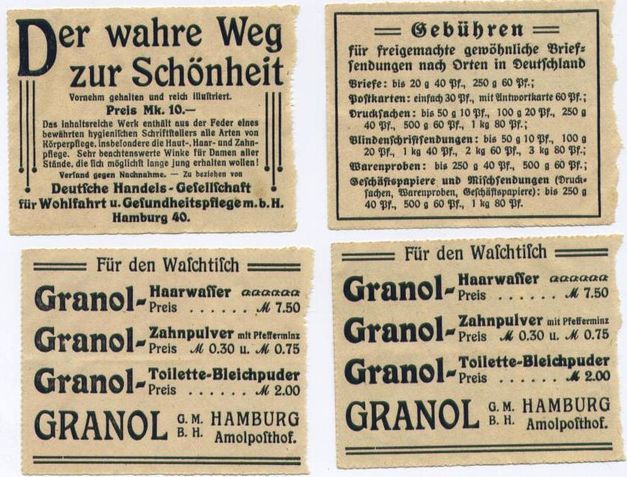 Der wahre Weg
zur Schönheit
Vornehm gehalten und reich illustriert.
Preis Mk. 10.—
Das inhaltsreiche Werk enthält aus der Feder eines
bewährten hygienischen Schriftstellers alle Arten von
Körperpflege, insbesondere die Haut-, Haar- und Zahn-
pflege. Sehr beachtenswerte Winke für Damen aller
Stände, die sich möglichst lange jung erhalten wollen!
Versand gegen Nachnahme. — Zu beziehen von
Deutsche Handels-Gesellschaft
für Wohlfahrt u. Gesundheitspflege m. b. H.
Hamburg 40.
Gebühren
für freigemachte gewöhnliche Brief-
sendungen nach Orten in Deutschland
Briefe: bis 20 g 40 Pf., 250 g 60 Pf.;
Postkarten: einfach 30 Pf., mit Antwortkarte 60 Pf.;
Drucksachen: bis 50 g 10 Pf., 100 g 20 Pf., 250 g
40 Pf., 500 g 60 Pf., 1 kg 80 Pf.;
Blindenschriftsendungen: bis 50 g 10 Pf., 100 g
20 Pf., 1 kg 40 Pf., 2 kg 60 Pf., 3 kg 80 Pf.;
Warenproben: bis 250 g 40 Pf., 500 g 60 Pf.;
Geschäftspapiere und Mischsendungen (Druck-
sachen, Warenproben, Geschäftspapiere): bis 250 g
40 Pf., 500 g 60 Pf., 1 kg 80 Pf.
Für den Waschtisch
Granol-Haarwasser
Preis . . . . . . ℳ 7.50
Granol-Zahnpulver mit Pfefferminz
Preis ℳ 0.30 u. ℳ 0.75
Granol-Toilette-Bleichpuder
Preis . . . . . . ℳ 2.00
GRANOL G. M. B. H. HAMBURG
Amolposthof.
Für den Waschtisch
Granol-Haarwasser
Preis . . . . . . ℳ 7.50
Granol-Zahnpulver mit Pfefferminz
Preis ℳ 0.30 u. ℳ 0.75
Granol-Toilette-Bleichpuder
Preis . . . . . . ℳ 2.00
GRANOL G. M. B. H. HAMBURG
Amolposthof.